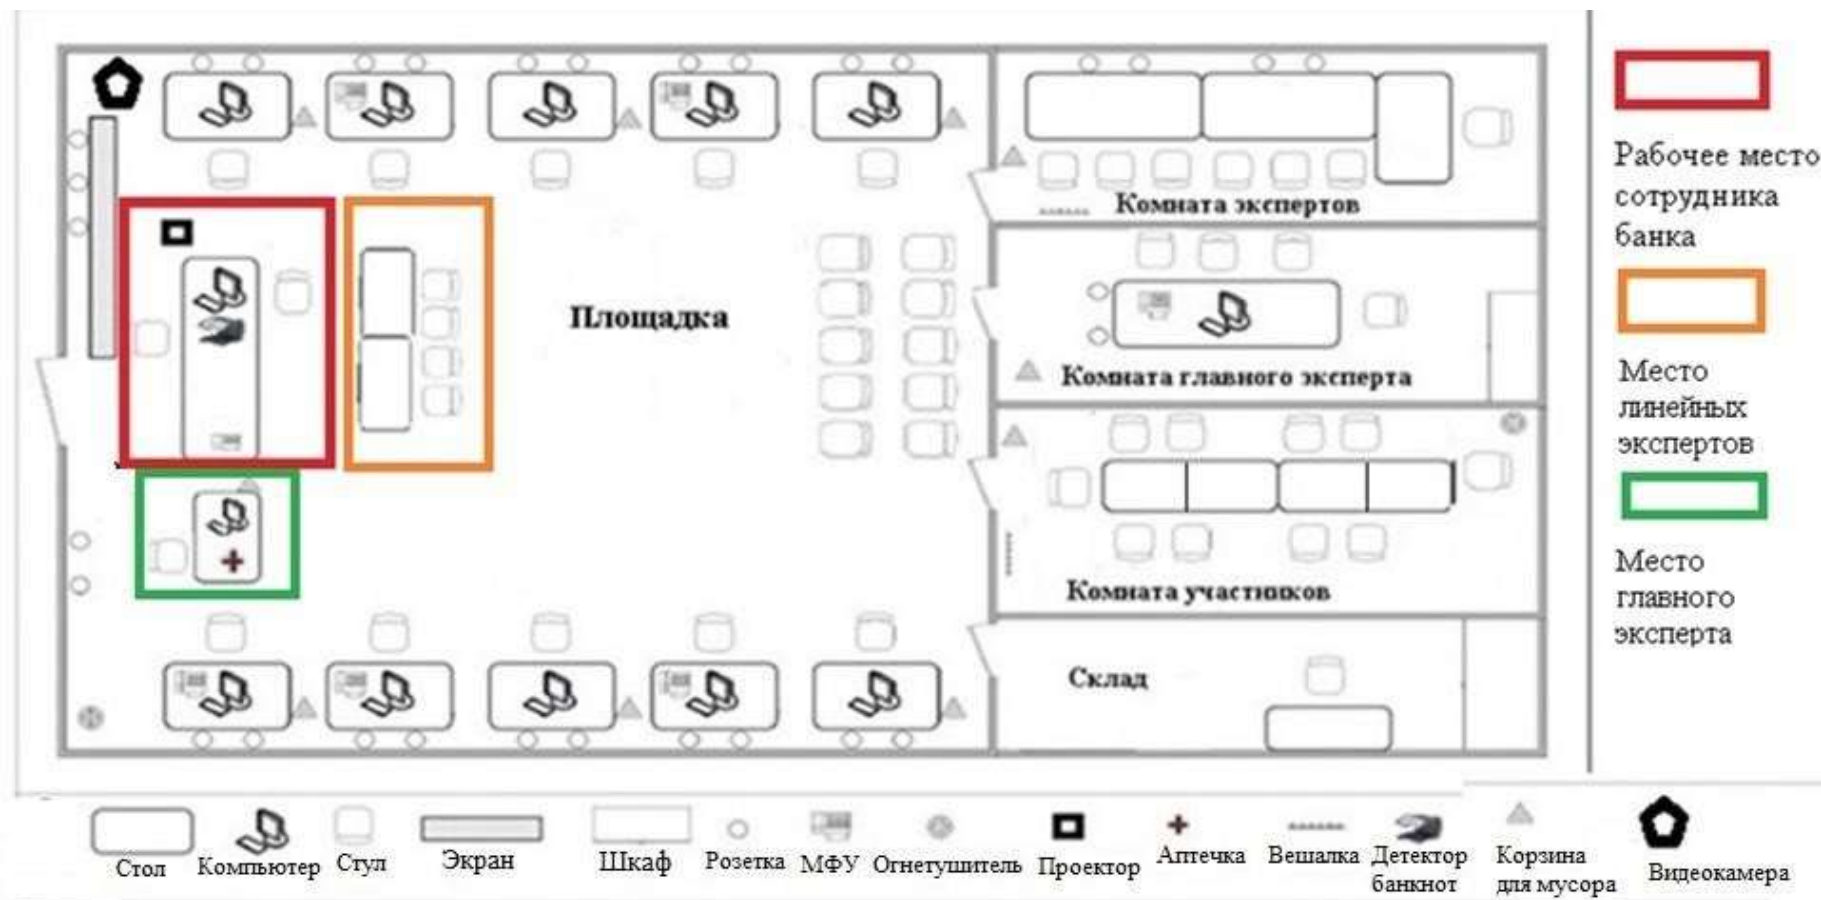 Рабочее место
сотрудника
банка
Комната экспертов
Площадка
Место
линейных
экспертов
Комната главного эксперта
Место
главного
эксперта
Комната участников
Склад
Стол
Компьютер
Стул
Экран
Шкаф
Розетка
МФУ
Огнетушитель
Проектор
Аптечка
Вешалка
Детектор
банкнот
Корзина
для мусора
Видеокамера